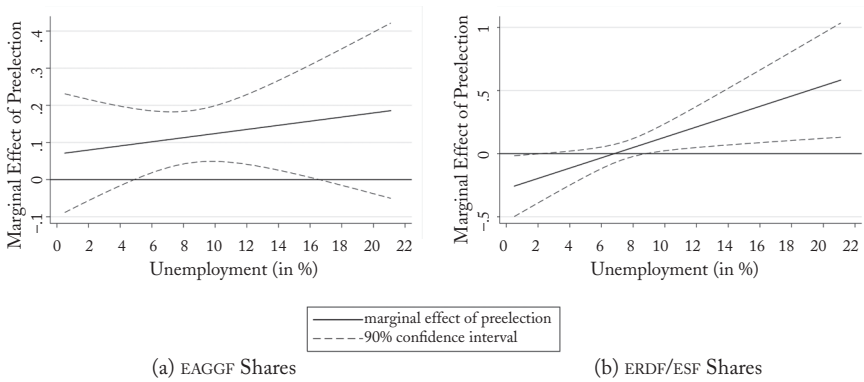 Marginal Effect of Preelection
.4
.3
.2
.1
0
–.1
0 2 4 6 8 10 12 14 16 18 20 22
Unemployment (in %)
Marginal Effect of Preelection
1
.5
0
–.5
0 2 4 6 8 10 12 14 16 18 20 22
Unemployment (in %)
marginal effect of preelection
90% confidence interval
(a) EAGGF Shares
(b) ERDF/ESF Shares